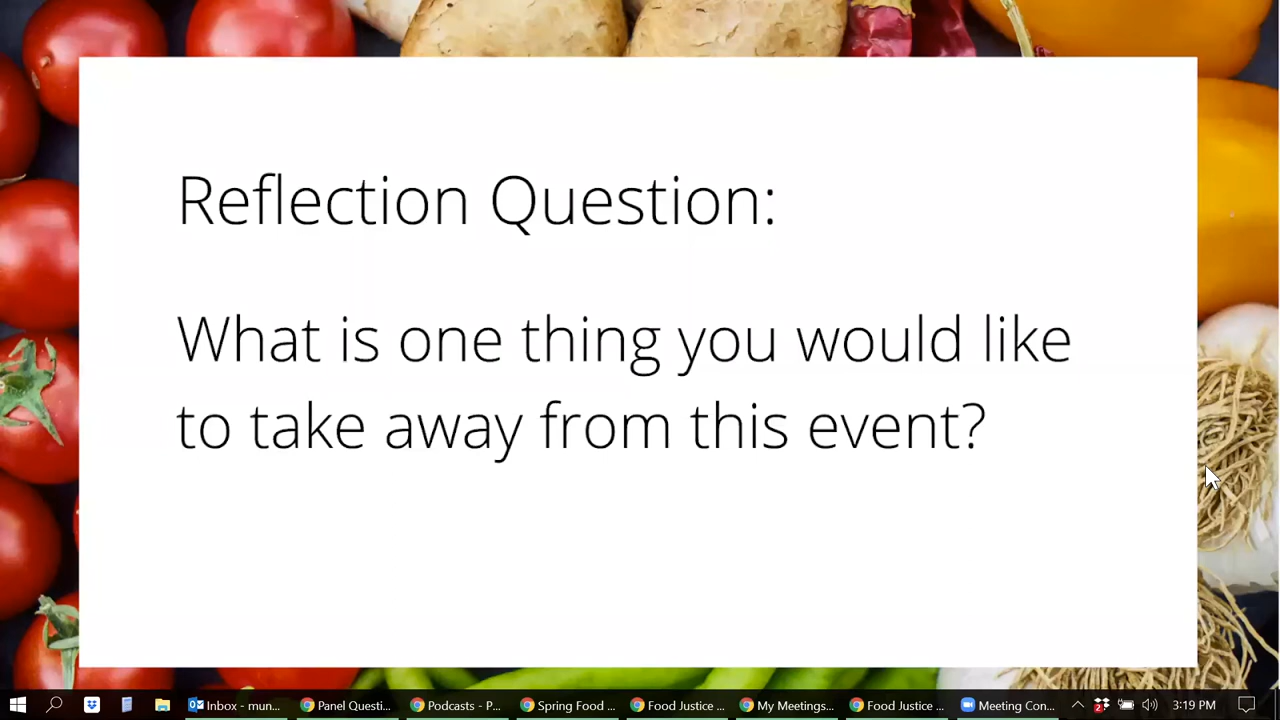 Reflection Question:
What is one thing you would like
to take away from this event?
Inbox - mun...
Panel Questi...
Podcasts - P...
Spring Food ...
Food Justice ...
My Meetings...
Food Justice ...
Meeting Con...
2
3:19 PM